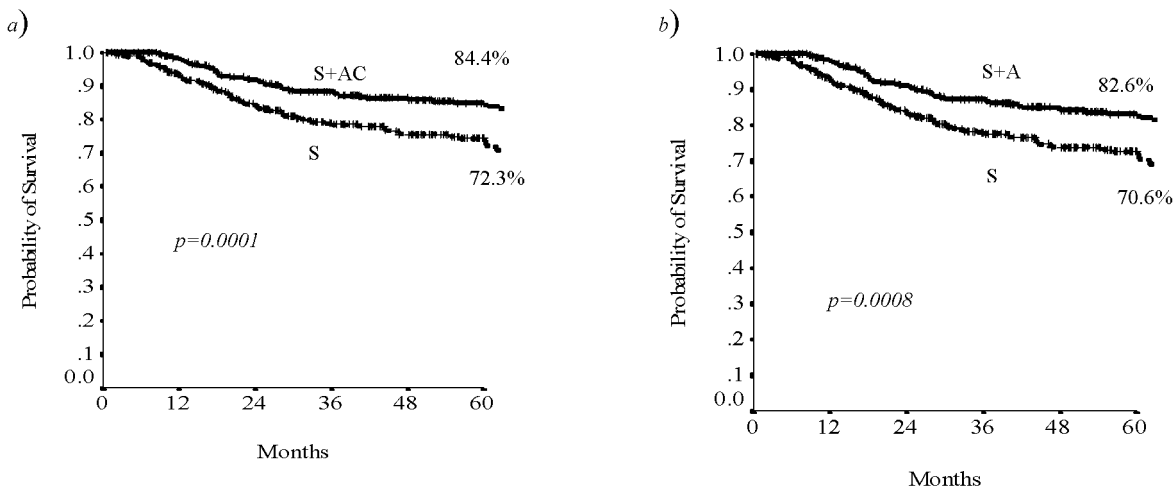 a)
1.0
.9
.8
.7
.6
.5
.4
.3
.2
.1
0.0
Probability of Survival
S+AC
84.4%
S
72.3%
p=0.0001
0 12 24 36 48 60
Months
b)
1.0
.9
.8
.7
.6
.5
.4
.3
.2
.1
0.0
Probability of Survival
S+A
82.6%
S
70.6%
p=0.0008
0 12 24 36 48 60
Months